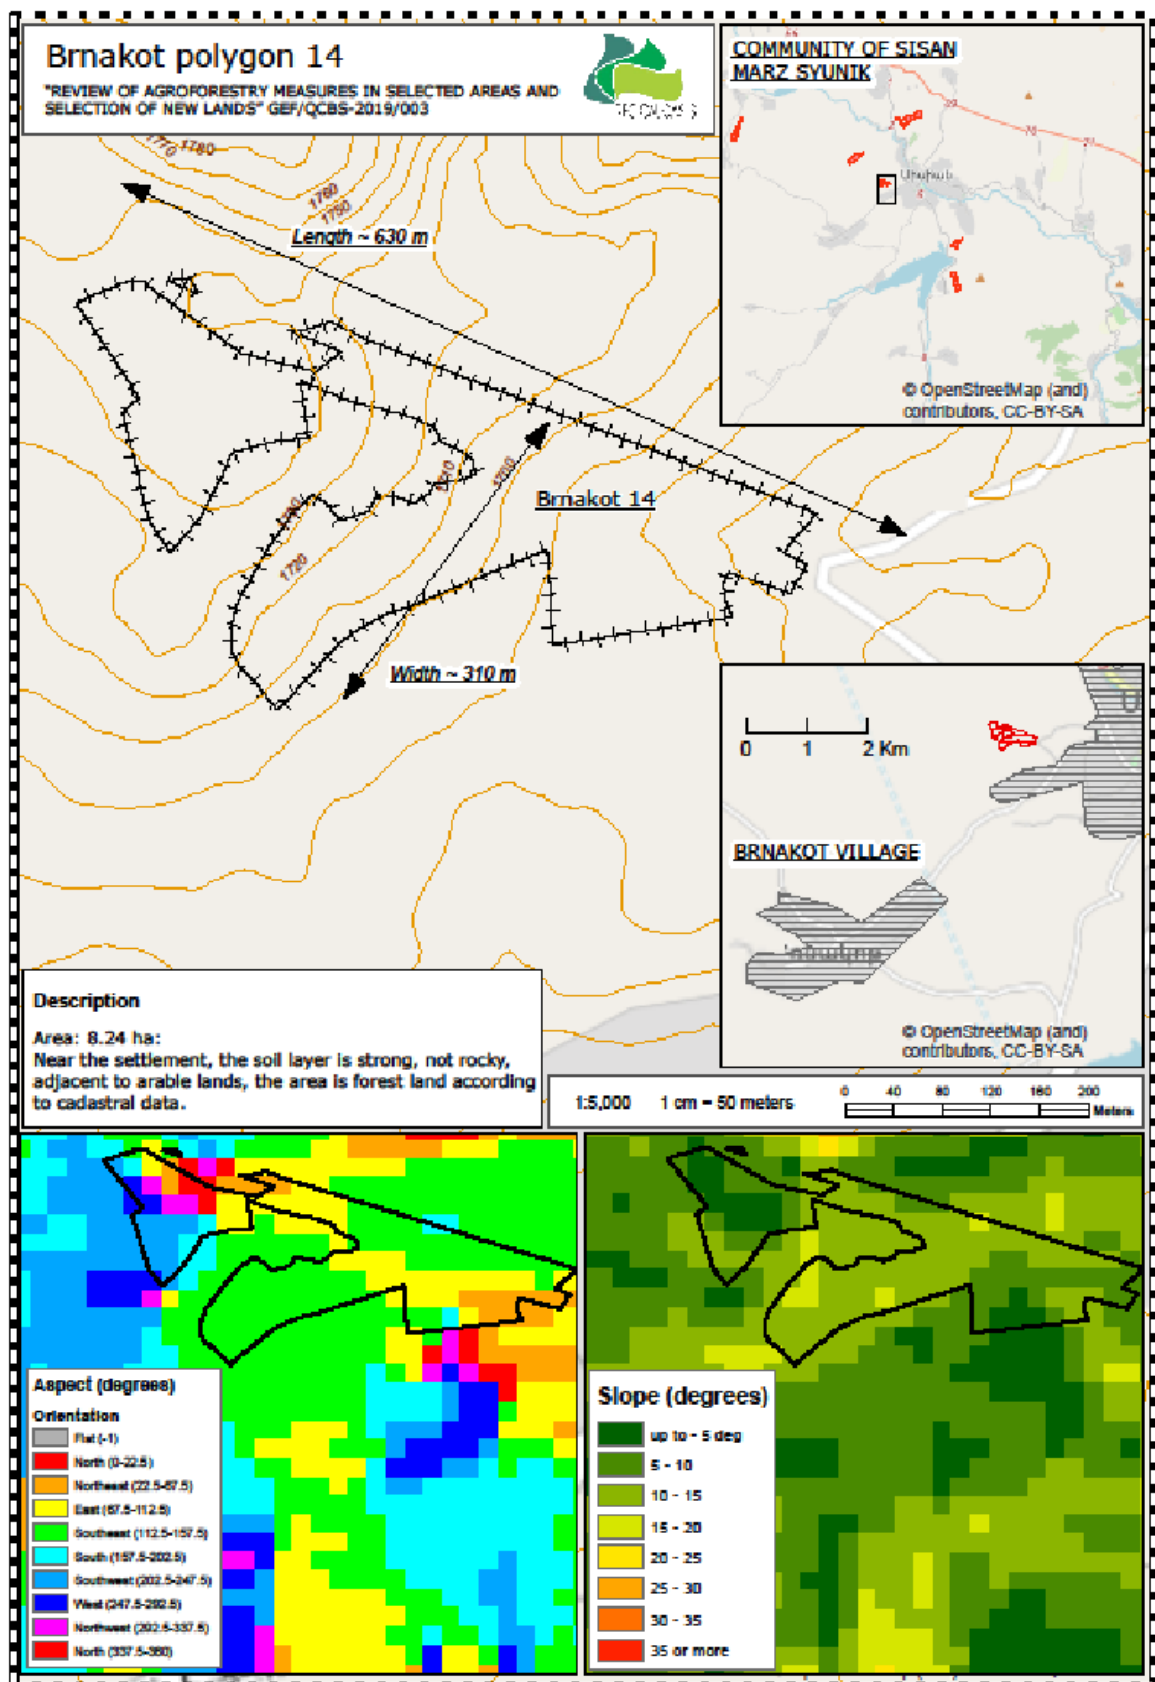 Brnakot polygon 14
"REVIEW OF AGROFORESTRY MEASURES IN SELECTED AREAS AND
SELECTION OF NEW LANDS" GEF/QCBS-2019/003
COMMUNITY OF SISAN
MARZ SYUNIK
Սիսիան
© OpenStreetMap (and)
contributors, CC-BY-SA
1770
1780
1760
1750
Length ~ 630 m
1710
1700
Brnakot 14
1720
Width ~ 310 m
0 1 2 Km
BRNAKOT VILLAGE
© OpenStreetMap (and)
contributors, CC-BY-SA
Description
Area: 8.24 ha:
Near the settlement, the soil layer is strong, not rocky,
adjacent to arable lands, the area is forest land according
to cadastral data.
1:5,000 1 cm = 50 meters
0 40 80 120 160 200
Meters
Aspect (degrees)
Orientation
Flat (-1)
North (0-22.5)
Northeast (22.5-67.5)
East (67.5-112.5)
Southeast (112.5-157.5)
South (157.5-202.5)
Southwest (202.5-247.5)
West (247.5-292.5)
Northwest (292.5-337.5)
North (337.5-360)
Slope (degrees)
up to - 5 deg
5 - 10
10 - 15
15 - 20
20 - 25
25 - 30
30 - 35
35 or more